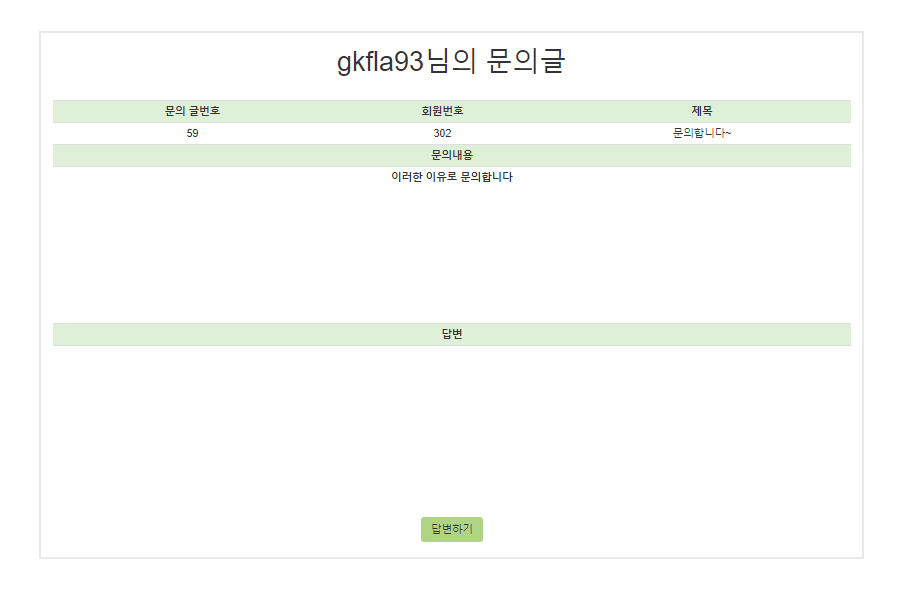 gkfla93님의 문의글
문의 글번호 회원번호 제목
59 302 문의합니다~
문의내용
이러한 이유로 문의합니다
답변
답변하기